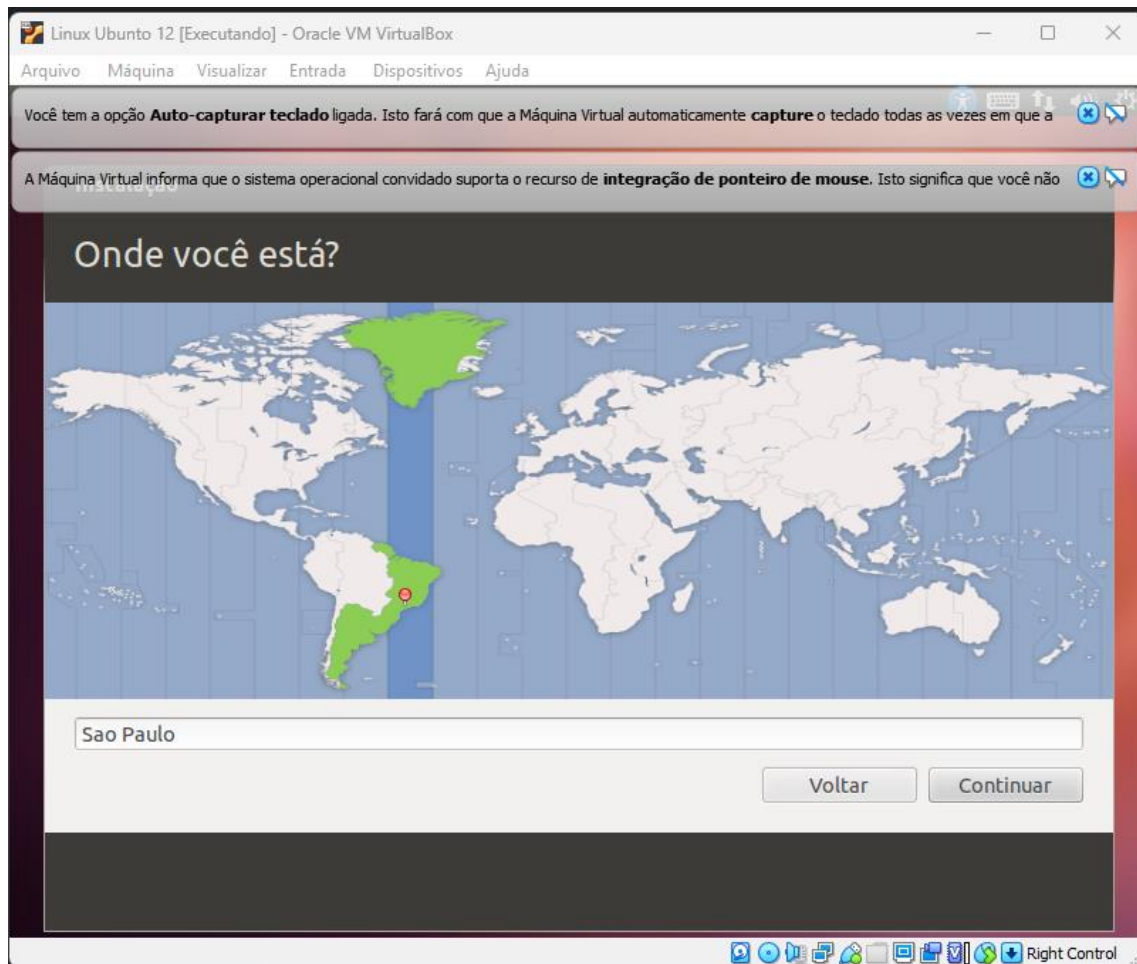 Linux Ubunto 12 [Executando] - Oracle VM VirtualBox
Arquivo Máquina Visualizar Entrada Dispositivos Ajuda
Você tem a opção Auto-capturar teclado ligada. Isto fará com que a Máquina Virtual automaticamente capture o teclado todas as vezes em que a
A Máquina Virtual informa que o sistema operacional convidado suporta o recurso de integração de ponteiro de mouse. Isto significa que você não
Instalação
Onde você está?
Sao Paulo
Voltar Continuar
Right Control